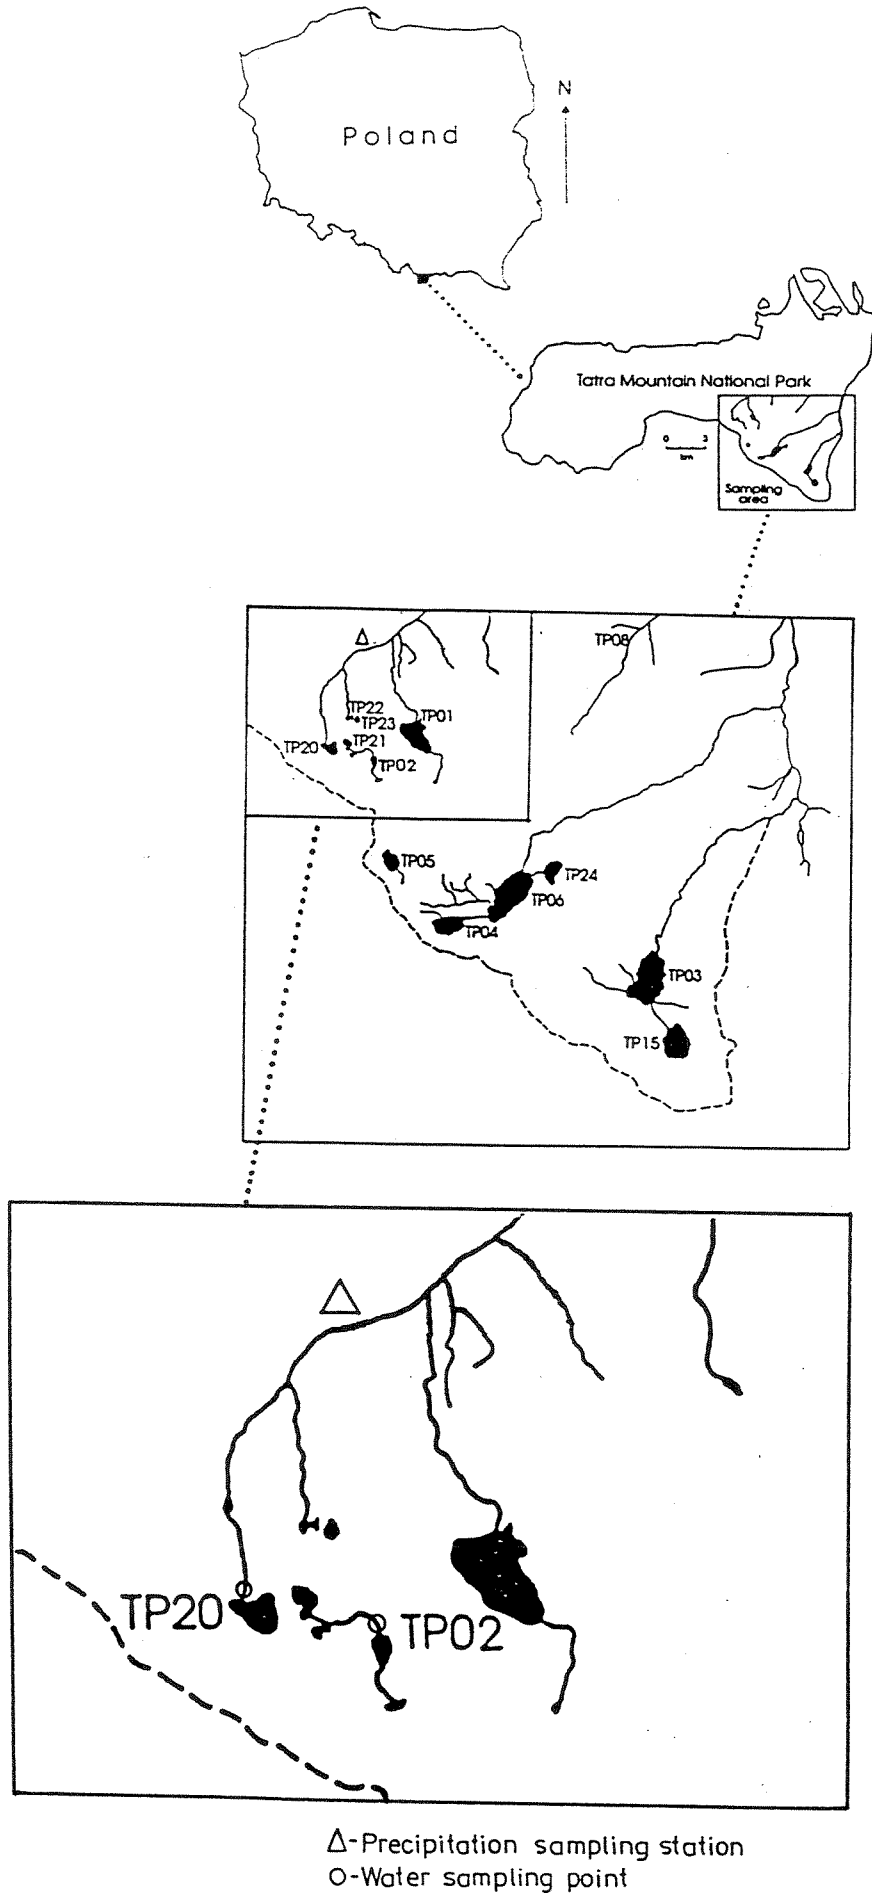 N
Poland
Tatra Mountain National Park
0 3
km
Sampling
area
TP08
TP22
TP23
TP01
TP21
TP20
TP02
TP05
TP24
TP06
TP04
TP03
TP15
TP20
TP02
Δ-Precipitation sampling station
O-Water sampling point